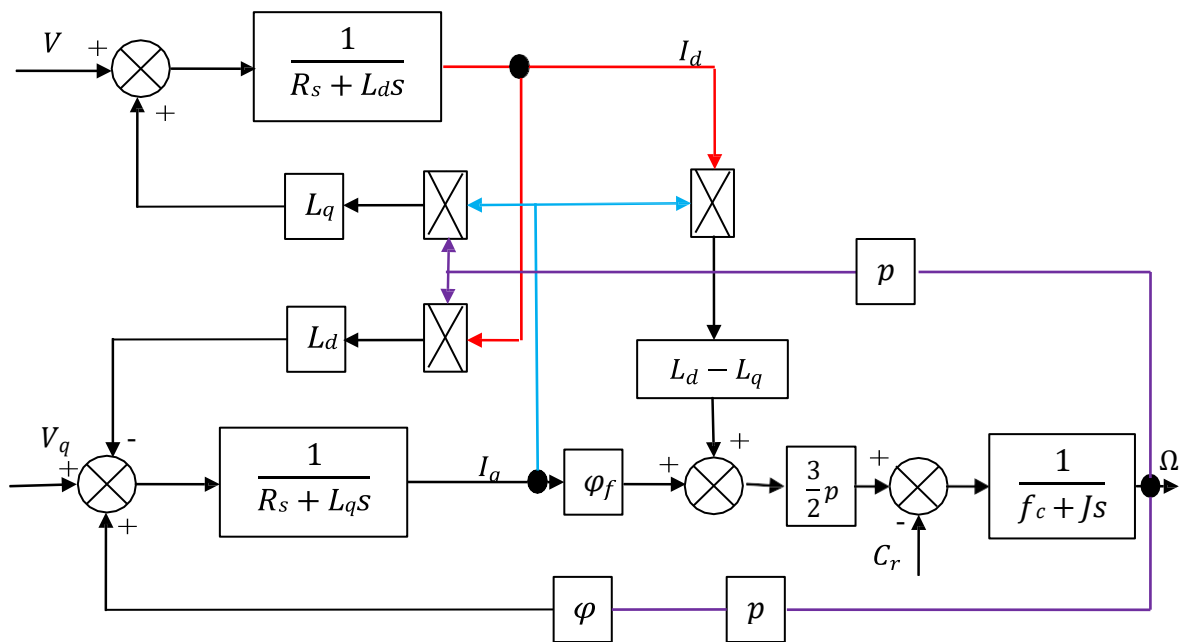 V + 1 I_d
R_s + L_d s
+
L_q
p
L_d
L_d − L_q
V_q - 1 I_q + 3 + 1 Ω
+ R_s + L_q s φ_f + 2 p - f_c + Js
+ C_r
φ p